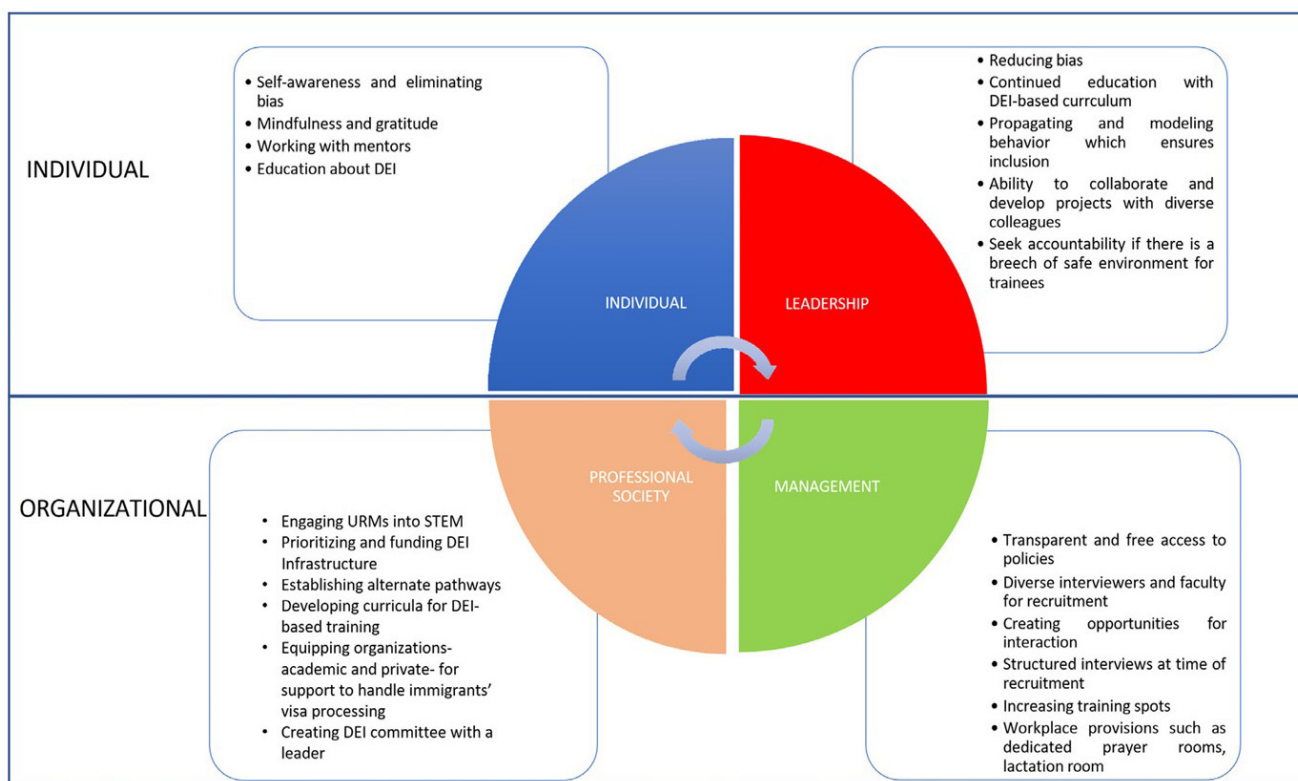 INDIVIDUAL
• Self-awareness and eliminating
bias
• Mindfulness and gratitude
• Working with mentors
• Education about DEI
• Reducing bias
• Continued education with
DEI-based currculum
• Propagating and modeling
behavior which ensures
inclusion
• Ability to collaborate and
develop projects with diverse
colleagues
• Seek accountability if there is a
breech of safe environment for
trainees
INDIVIDUAL
LEADERSHIP
ORGANIZATIONAL
PROFESSIONAL
SOCIETY
MANAGEMENT
• Engaging URMs into STEM
• Prioritizing and funding DEI
Infrastructure
• Establishing alternate pathways
• Developing curricula for DEI-
based training
• Equipping organizations-
academic and private- for
support to handle immigrants’
visa processing
• Creating DEI committee with a
leader
• Transparent and free access to
policies
• Diverse interviewers and faculty
for recruitment
• Creating opportunities for
interaction
• Structured interviews at time of
recruitment
• Increasing training spots
• Workplace provisions such as
dedicated prayer rooms,
lactation room